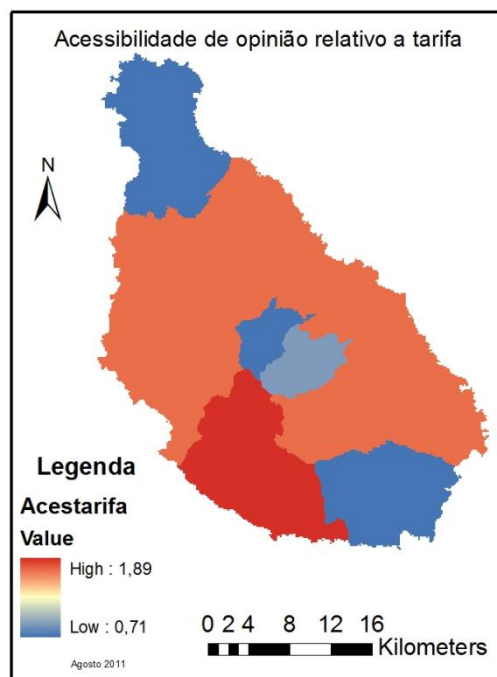 Acessibilidade de opinião relativo a tarifa
N
Legenda
Acestarifa
Value
High : 1,89
Low : 0,71
Agosto 2011
0 2 4 8 12 16
Kilometers